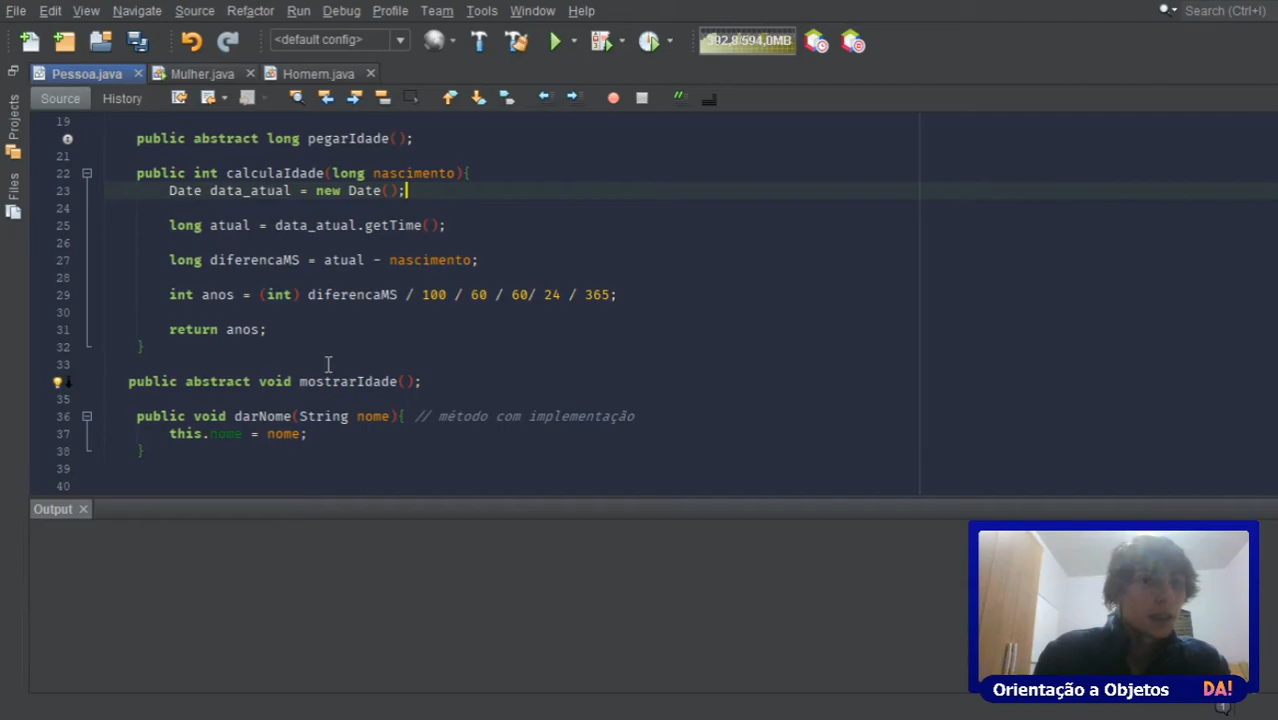 File Edit View Navigate Source Refactor Run Debug Profile Team Tools Window Help Search (Ctrl+I)
<default config> 392,8/594,0MB
Pessoa.java Mulher.java Homem.java
Source History
Projects
Files
19
public abstract long pegarIdade();
21
22 public int calculaIdade(long nascimento){
23 Date data_atual = new Date();
24
25 long atual = data_atual.getTime();
26
27 long diferencaMS = atual - nascimento;
28
29 int anos = (int) diferencaMS / 100 / 60 / 60/ 24 / 365;
30
31 return anos;
32 }
33
public abstract void mostrarIdade();
35
36 public void darNome(String nome){ // método com implementação
37 this.nome = nome;
38 }
39
40
Output
Orientação a Objetos DA!
1